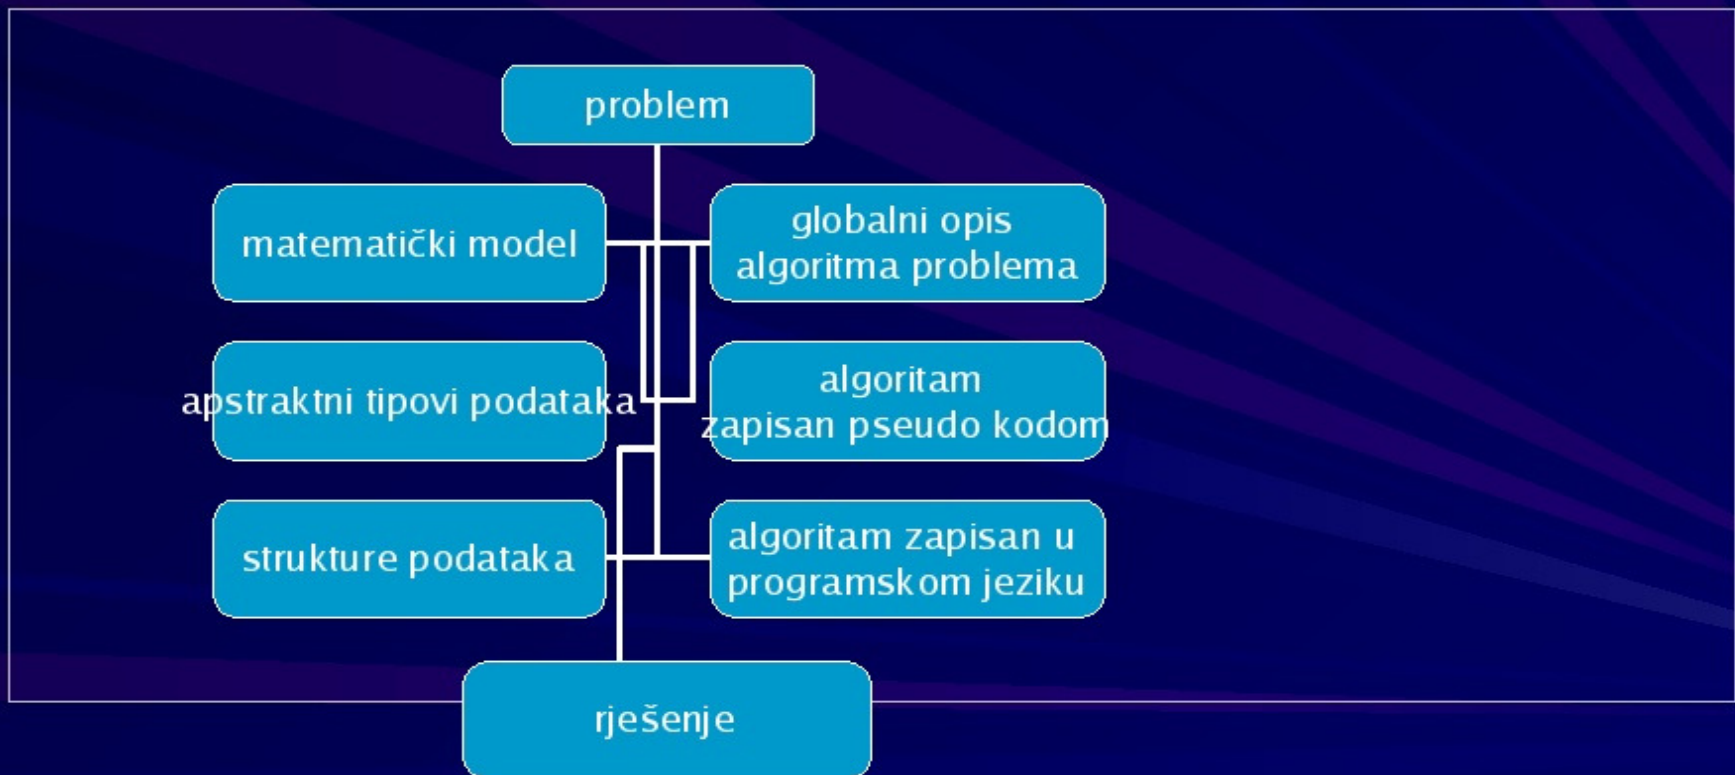 problem
matematički model
globalni opis
algoritma problema
apstraktni tipovi podataka
algoritam
zapisan pseudo kodom
strukture podataka
algoritam zapisan u
programskom jeziku
rješenje